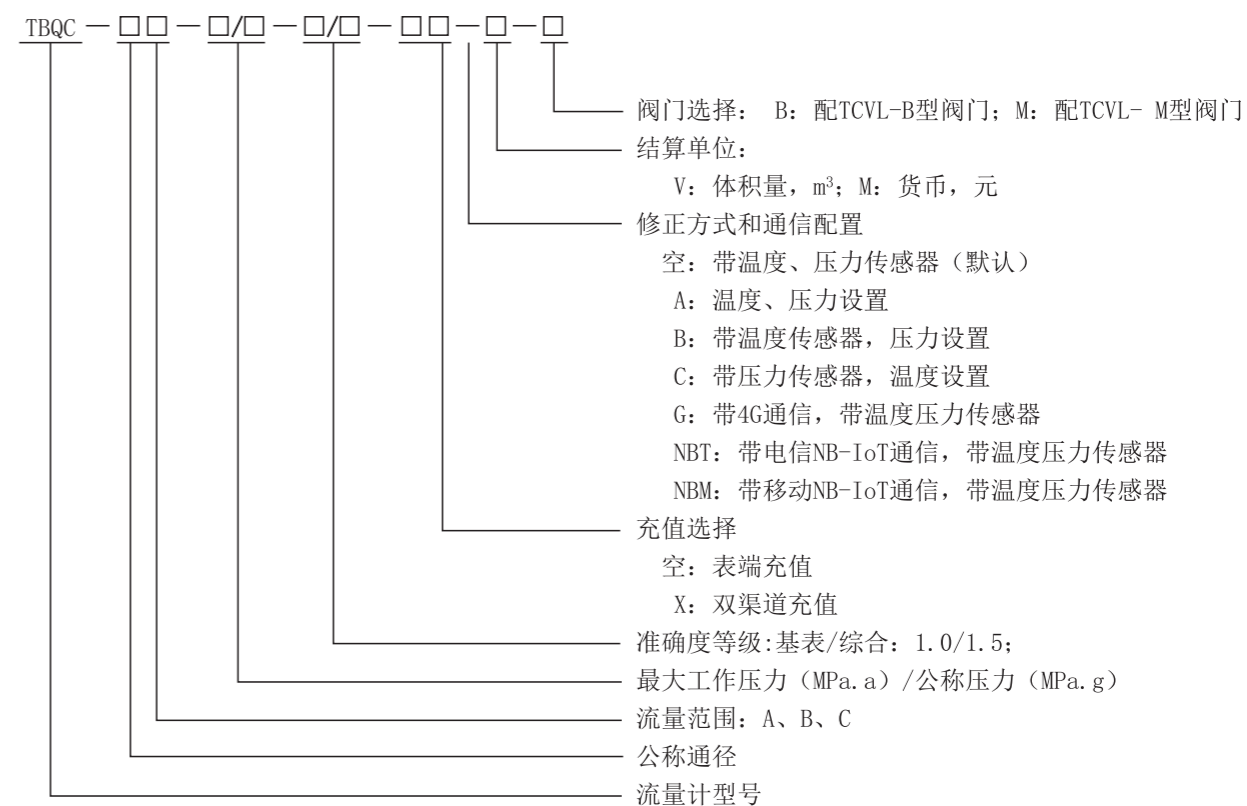 TBQC－□□－□/□－□/□－□□－□－□
阀门选择： B：配TCVL-B型阀门；M：配TCVL- M型阀门
结算单位：
V：体积量，m³；M：货币，元
修正方式和通信配置
空：带温度、压力传感器（默认）
A：温度、压力设置
B：带温度传感器，压力设置
C：带压力传感器，温度设置
G：带4G通信，带温度压力传感器
NBT：带电信NB-IoT通信，带温度压力传感器
NBM：带移动NB-IoT通信，带温度压力传感器
充值选择
空：表端充值
X：双渠道充值
准确度等级:基表/综合：1.0/1.5；
最大工作压力（MPa.a）/公称压力（MPa.g）
流量范围：A、B、C
公称通径
流量计型号